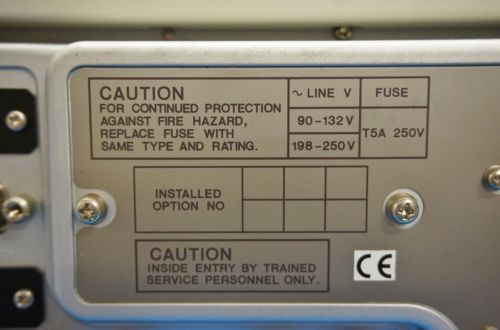 CAUTION
FOR CONTINUED PROTECTION
AGAINST FIRE HAZARD,
REPLACE FUSE WITH
SAME TYPE AND RATING.
~ LINE V FUSE
90-132V
198-250V
T5A 250V
INSTALLED
OPTION NO
CAUTION
INSIDE ENTRY BY TRAINED
SERVICE PERSONNEL ONLY.
CE